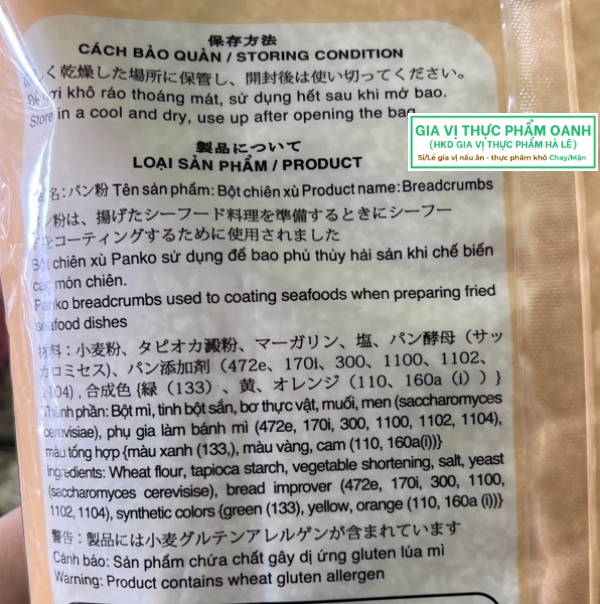 保存方法
CÁCH BẢO QUẢN / STORING CONDITION
く乾燥した場所に保管し、開封後は使い切ってください。
ơi khô ráo thoáng mát, sử dụng hết sau khi mở bao.
Store in a cool and dry, use up after opening the bag
GIA VỊ THỰC PHẨM OANH
(HKD GIA VỊ THỰC PHẨM HÀ LÊ)
Sỉ/Lẻ gia vị nấu ăn - thực phẩm khô Chay/Mặn
製品について
LOẠI SẢN PHẨM / PRODUCT
名：パン粉 Tên sản phẩm: Bột chiên xù Product name: Breadcrumbs
ン粉は、揚げたシーフード料理を準備するときにシーフー
をコーティングするために使用されました
Bột chiên xù Panko sử dụng để bao phủ thủy hải sản khi chế biến
các món chiên.
Panko breadcrumbs used to coating seafoods when preparing fried
seafood dishes
材料：小麦粉、タピオカ澱粉、マーガリン、塩、パン酵母（サッ
カロミセス）、パン添加剤（472e、170i、300、1100、1102、
1104）, 合成色 {緑（133）、黄、オレンジ（110、160a（i））}
Thành phần: Bột mì, tinh bột sắn, bơ thực vật, muối, men (saccharomyces
cerevisiae), phụ gia làm bánh mì (472e, 170i, 300, 1100, 1102, 1104),
màu tổng hợp {màu xanh (133,), màu vàng, cam (110, 160a(i))}
Ingredients: Wheat flour, tapioca starch, vegetable shortening, salt, yeast
(saccharomyces cerevisise), bread improver (472e, 170i, 300, 1100,
1102, 1104), synthetic colors {green (133), yellow, orange (110, 160a (i))}
警告：製品には小麦グルテンアレルゲンが含まれています
Cảnh báo: Sản phẩm chứa chất gây dị ứng gluten lúa mì
Warning: Product contains wheat gluten allergen